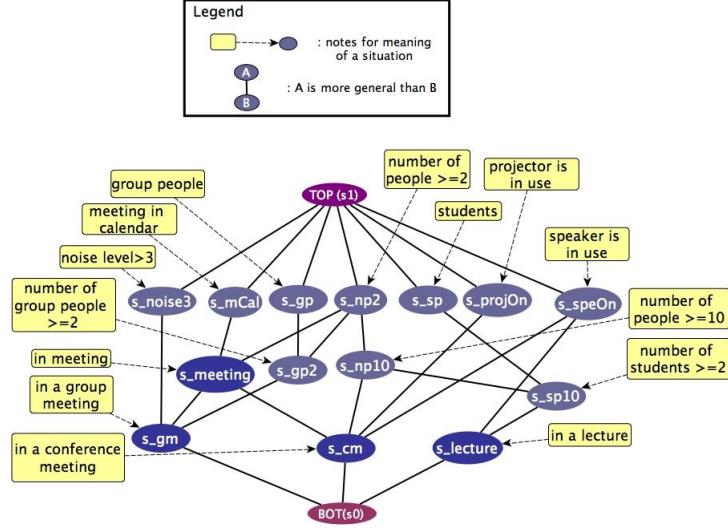 Legend
: notes for meaning
of a situation
A
B
: A is more general than B
group people
number of
people >=2
projector is
in use
meeting in
calendar
students
speaker is
in use
noise level>3
number of
group people
>=2
number of
people >=10
in meeting
number of
students >=2
in a group
meeting
in a conference
meeting
in a lecture
TOP (s1)
s_noise3
s_mCal
s_gp
s_np2
s_sp
s_projOn
s_speOn
s_meeting
s_gp2
s_np10
s_sp10
s_gm
s_cm
s_lecture
BOT(s0)